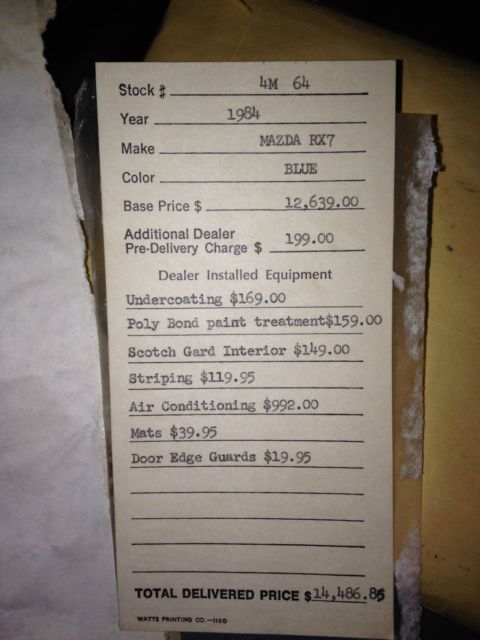 Stock # 4M 64
Year 1984
Make MAZDA RX7
Color BLUE
Base Price $ 12,639.00
Additional Dealer
Pre-Delivery Charge $ 199.00
Dealer Installed Equipment
Undercoating $169.00
Poly Bond paint treatment$159.00
Scotch Gard Interior $149.00
Striping $119.95
Air Conditioning $992.00
Mats $39.95
Door Edge Guards $19.95
TOTAL DELIVERED PRICE $14,486.85
WATTS PRINTING CO.—1120